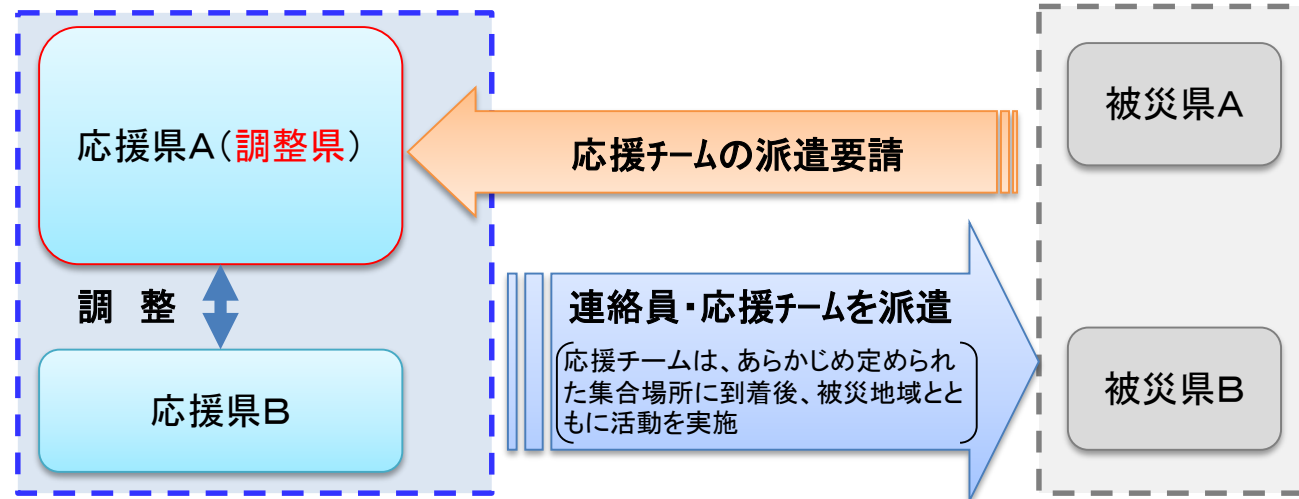 応援県A(調整県)
調 整
応援県B
応援チームの派遣要請
連絡員・応援チームを派遣
応援チームは、あらかじめ定められ
た集合場所に到着後、被災地域とと
もに活動を実施
被災県A
被災県B